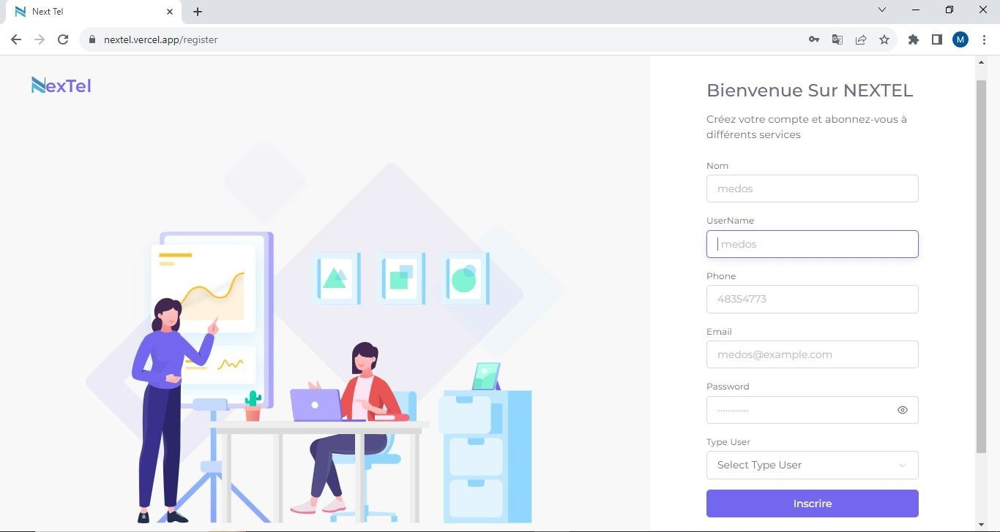 Next Tel
nextel.vercel.app/register
M
NexTel
Bienvenue Sur NEXTEL
Créez votre compte et abonnez-vous à
différents services
Nom
medos
UserName
medos
Phone
48354773
Email
medos@example.com
Password
············
Type User
Select Type User
Inscrire